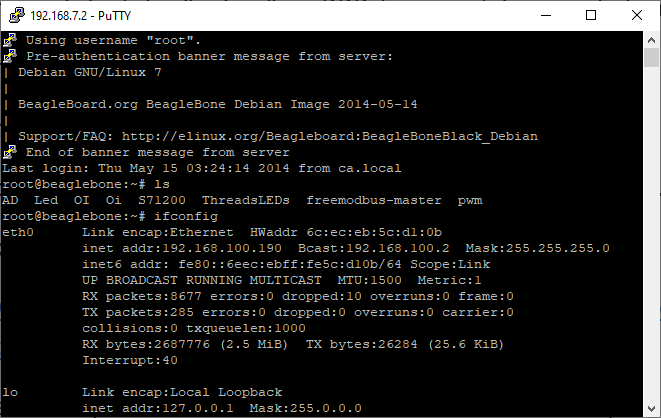 192.168.7.2 - PuTTY
Using username "root".
Pre-authentication banner message from server:
| Debian GNU/Linux 7
|
| BeagleBoard.org BeagleBone Debian Image 2014-05-14
|
| Support/FAQ: http://elinux.org/Beagleboard:BeagleBoneBlack_Debian
End of banner message from server
Last login: Thu May 15 03:24:14 2014 from ca.local
root@beaglebone:~# ls
AD  Led  OI  Oi  S71200  ThreadsLEDs  freemodbus-master  pwm
root@beaglebone:~# ifconfig
eth0      Link encap:Ethernet  HWaddr 6c:ec:eb:5c:d1:0b
          inet addr:192.168.100.190  Bcast:192.168.100.2  Mask:255.255.255.0
          inet6 addr: fe80::6eec:ebff:fe5c:d10b/64 Scope:Link
          UP BROADCAST RUNNING MULTICAST  MTU:1500  Metric:1
          RX packets:8677 errors:0 dropped:10 overruns:0 frame:0
          TX packets:285 errors:0 dropped:0 overruns:0 carrier:0
          collisions:0 txqueuelen:1000
          RX bytes:2687776 (2.5 MiB)  TX bytes:26284 (25.6 KiB)
          Interrupt:40

lo        Link encap:Local Loopback
          inet addr:127.0.0.1  Mask:255.0.0.0